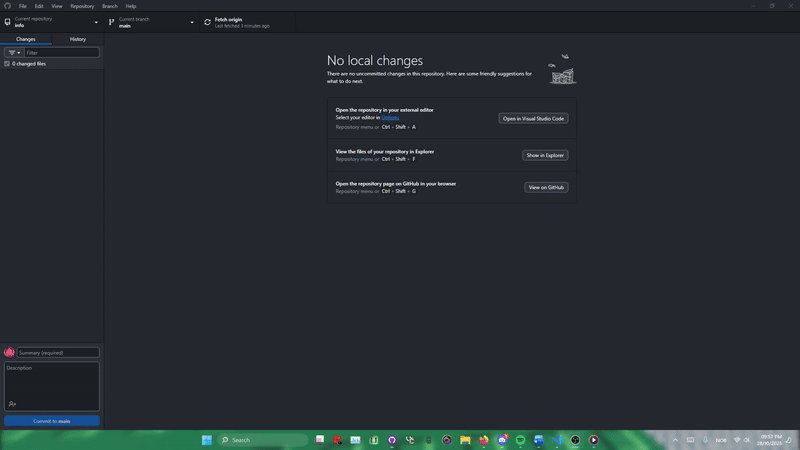 File Edit View Repository Branch Help
Current repository
info
Current branch
main
Fetch origin
Last fetched 3 minutes ago
Changes History
Filter
0 changed files
No local changes
There are no uncommitted changes in this repository. Here are some friendly suggestions for
what to do next.
Open the repository in your external editor
Select your editor in Options
Repository menu or Ctrl + Shift + A
Open in Visual Studio Code
View the files of your repository in Explorer
Repository menu or Ctrl + Shift + F
Show in Explorer
Open the repository page on GitHub in your browser
Repository menu or Ctrl + Shift + G
View on GitHub
Summary (required)
Description
Commit to main
Search
NOR
08:57 PM